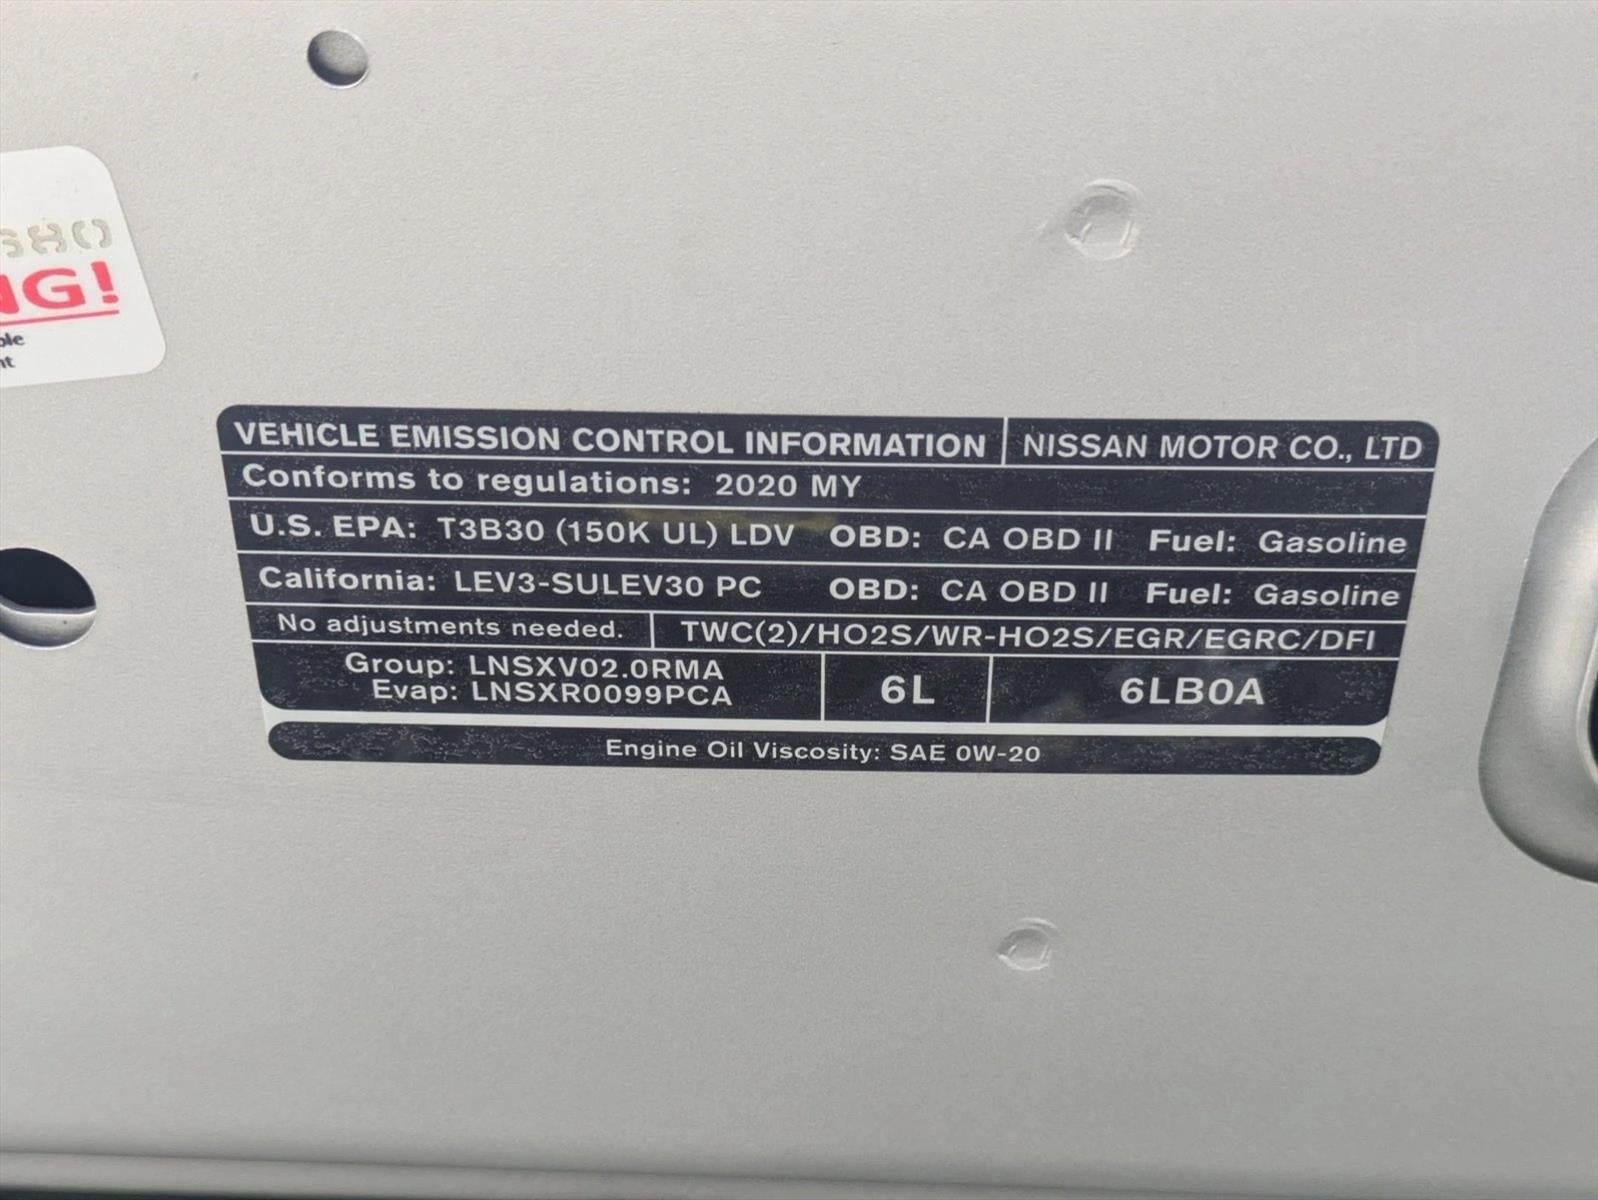 680
NG!
ble
nt
VEHICLE EMISSION CONTROL INFORMATION NISSAN MOTOR CO., LTD
Conforms to regulations: 2020 MY
U.S. EPA: T3B30 (150K UL) LDV OBD: CA OBD II Fuel: Gasoline
California: LEV3-SULEV30 PC OBD: CA OBD II Fuel: Gasoline
No adjustments needed. TWC(2)/HO2S/WR-HO2S/EGR/EGRC/DFI
Group: LNSXV02.0RMA
Evap: LNSXR0099PCA
6L 6LB0A
Engine Oil Viscosity: SAE 0W-20